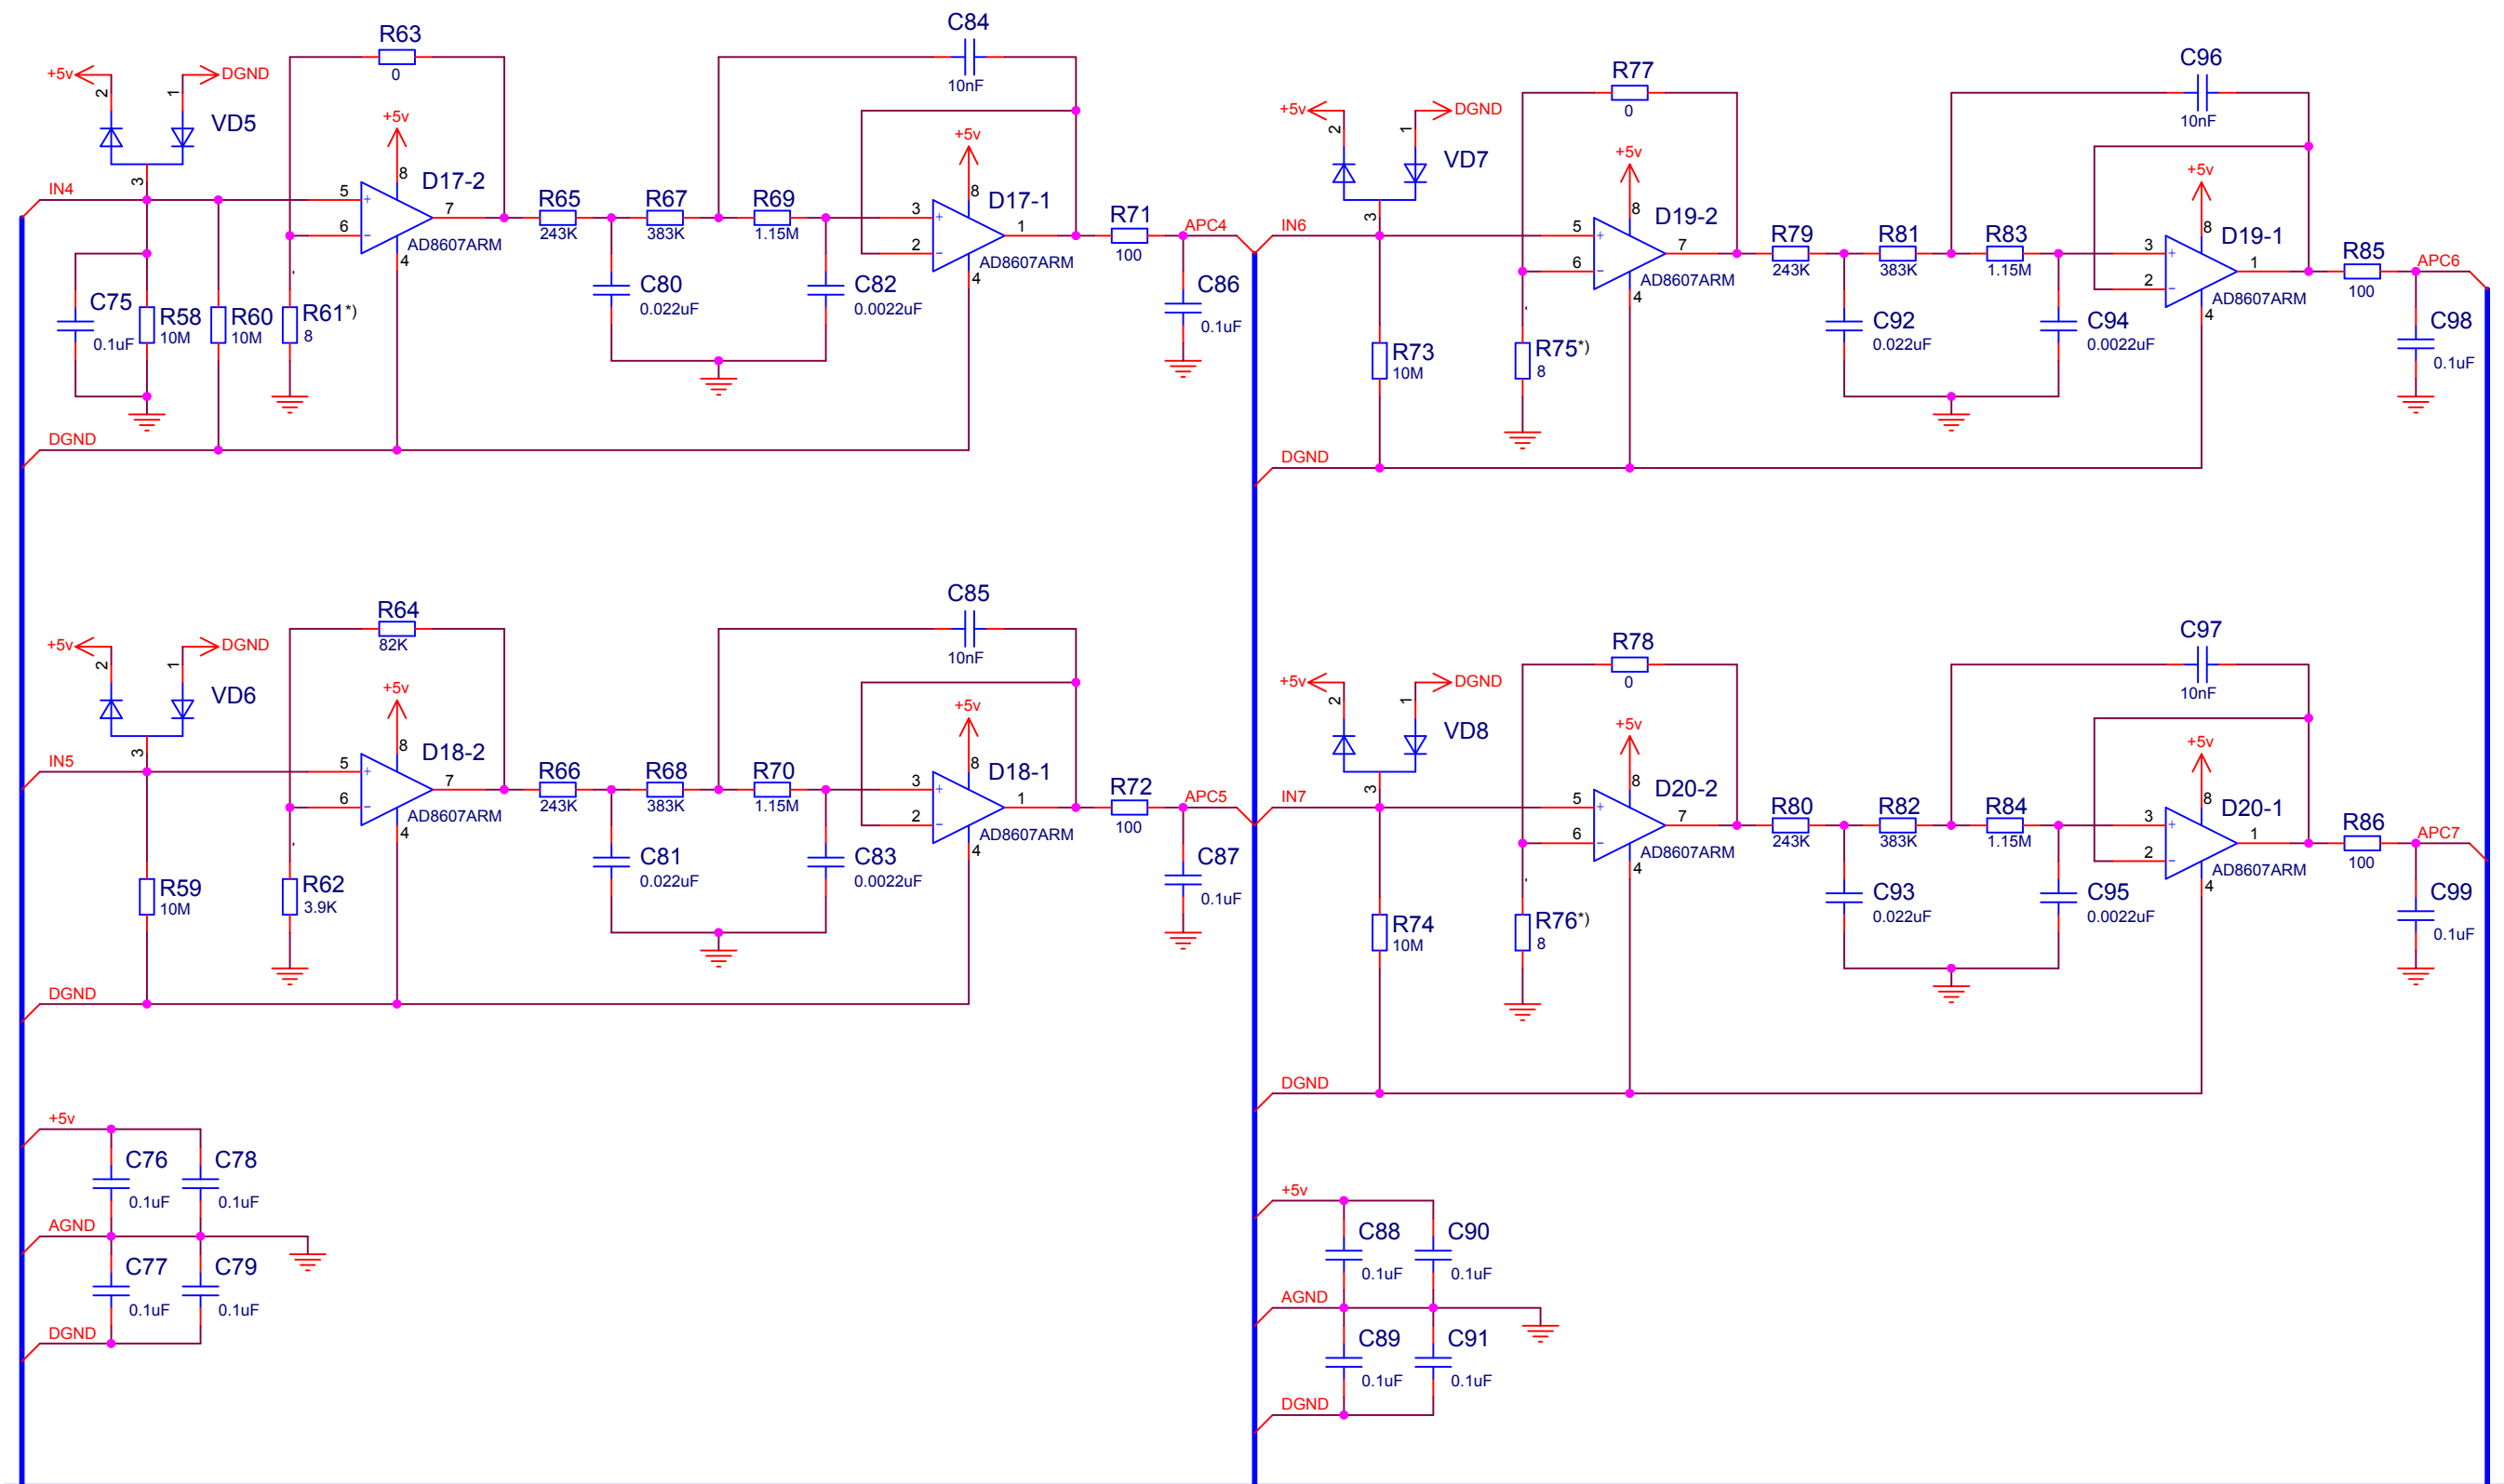 R63
0
C84
10nF
+5v
DGND
2
1
VD5
3
+5v
8
D17-2
IN4
5
6
7
4
AD8607ARM
R65
243K
R67
383K
R69
1.15M
+5v
8
D17-1
3
2
1
4
AD8607ARM
R71
100
APC4
C75
0.1uF
R58
10M
R60
10M
R61*)
8
C80
0.022uF
C82
0.0022uF
C86
0.1uF
DGND
R77
0
C96
10nF
+5v
DGND
2
1
VD7
3
+5v
8
D19-2
IN6
5
6
7
4
AD8607ARM
R79
243K
R81
383K
R83
1.15M
+5v
8
D19-1
3
2
1
4
AD8607ARM
R85
100
APC6
R73
10M
R75*)
8
C92
0.022uF
C94
0.0022uF
C98
0.1uF
DGND
R64
82K
C85
10nF
+5v
DGND
2
1
VD6
3
+5v
8
D18-2
IN5
5
6
7
4
AD8607ARM
R66
243K
R68
383K
R70
1.15M
+5v
8
D18-1
3
2
1
4
AD8607ARM
R72
100
APC5
R59
10M
R62
3.9K
C81
0.022uF
C83
0.0022uF
C87
0.1uF
DGND
R78
0
C97
10nF
+5v
DGND
2
1
VD8
3
+5v
8
D20-2
IN7
5
6
7
4
AD8607ARM
R80
243K
R82
383K
R84
1.15M
+5v
8
D20-1
3
2
1
4
AD8607ARM
R86
100
APC7
R74
10M
R76*)
8
C93
0.022uF
C95
0.0022uF
C99
0.1uF
DGND
+5v
C76
0.1uF
C78
0.1uF
AGND
C77
0.1uF
C79
0.1uF
DGND
+5v
C88
0.1uF
C90
0.1uF
AGND
C89
0.1uF
C91
0.1uF
DGND